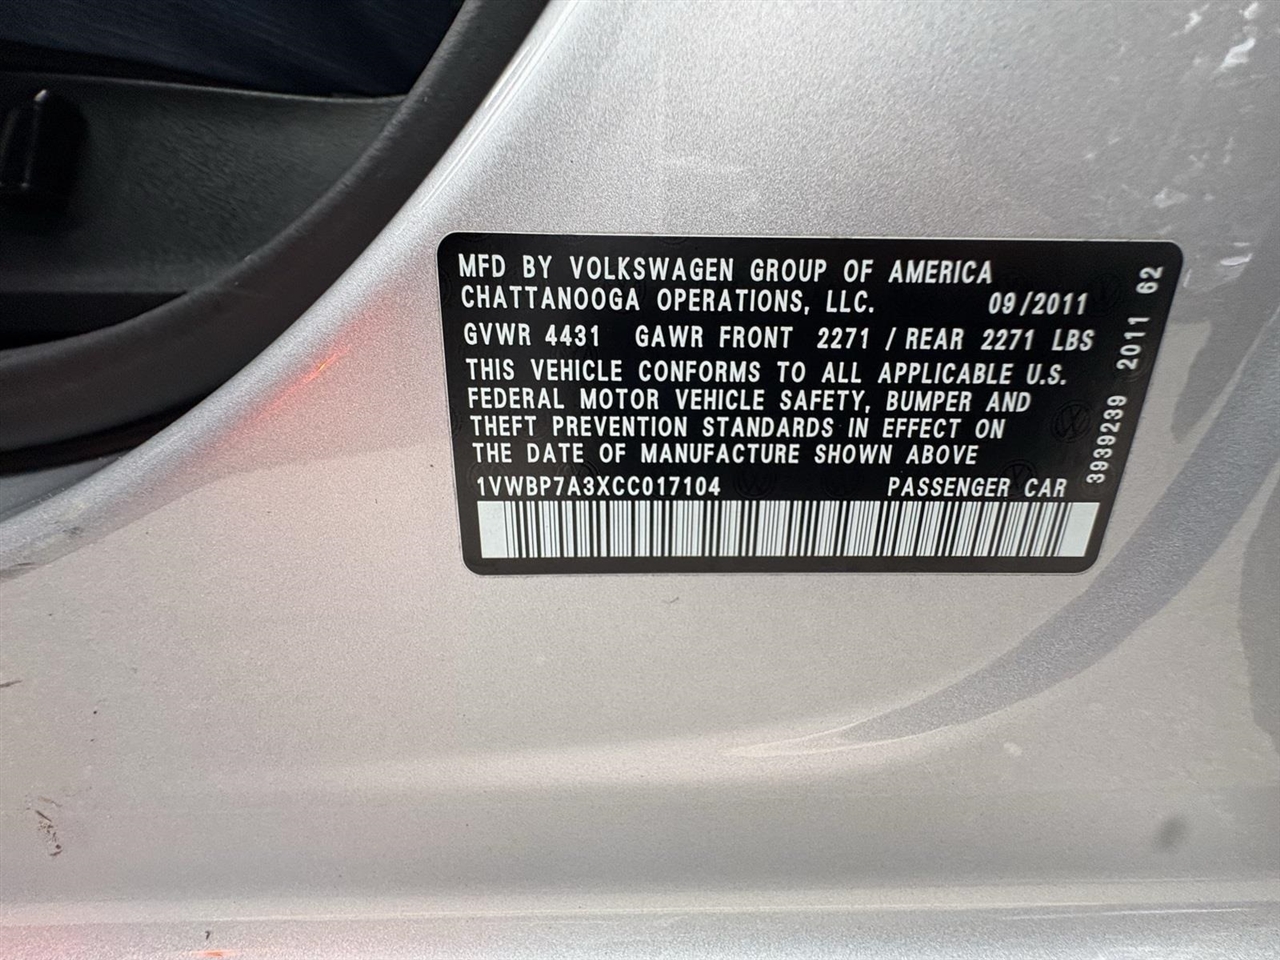 MFD BY VOLKSWAGEN GROUP OF AMERICA
CHATTANOOGA OPERATIONS, LLC. 09/2011
GVWR 4431 GAWR FRONT 2271 / REAR 2271 LBS
THIS VEHICLE CONFORMS TO ALL APPLICABLE U.S.
FEDERAL MOTOR VEHICLE SAFETY, BUMPER AND
THEFT PREVENTION STANDARDS IN EFFECT ON
THE DATE OF MANUFACTURE SHOWN ABOVE
1VWBP7A3XCC017104 PASSENGER CAR
3939239 2011 62